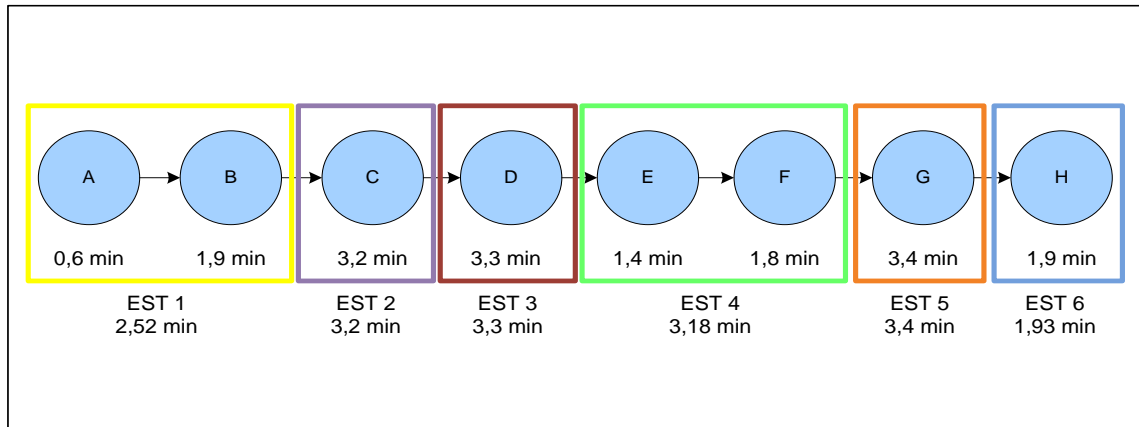 A B C D E F G H
0,6 min 1,9 min 3,2 min 3,3 min 1,4 min 1,8 min 3,4 min 1,9 min
EST 1 EST 2 EST 3 EST 4 EST 5 EST 6
2,52 min 3,2 min 3,3 min 3,18 min 3,4 min 1,93 min